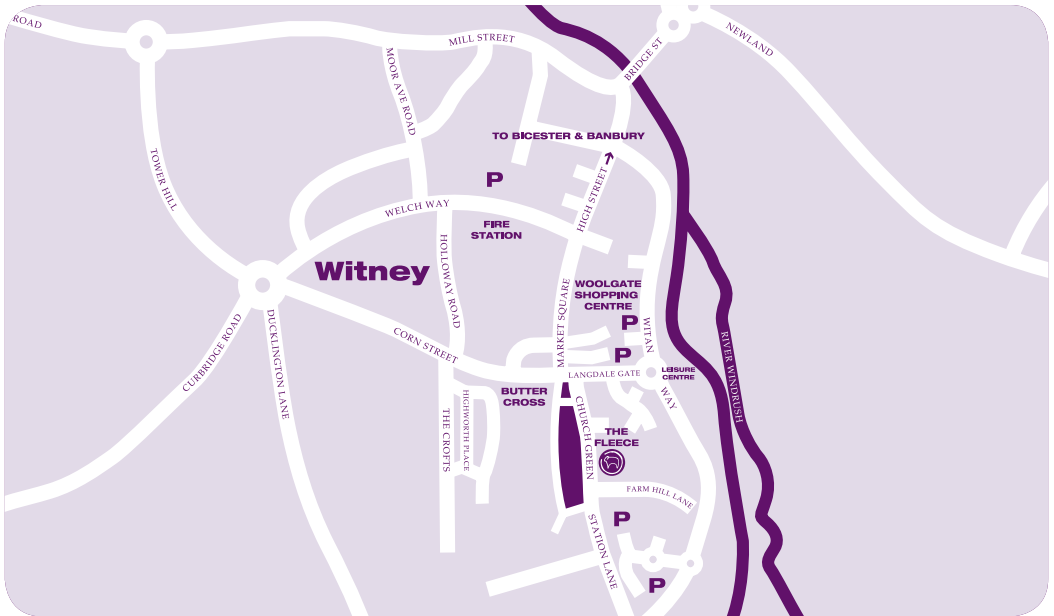 ROAD
MILL STREET
BRIDGE ST
NEWLAND
MOOR AVE ROAD
TO BICESTER & BANBURY
TOWER HILL
P
HIGH STREET
WELCH WAY
FIRE
STATION
HOLLOWAY ROAD
Witney
WOOLGATE
SHOPPING
CENTRE
P
MARKET SQUARE
WITAN
WAY
CURBRIDGE ROAD
DUCKLINGTON LANE
CORN STREET
P
LANGDALE GATE
LEISURE
CENTRE
RIVER WINDRUSH
BUTTER
CROSS
HIGHWORTH PLACE
THE CROFTS
CHURCH GREEN
THE
FLEECE
FARM HILL LANE
P
STATION LANE
P